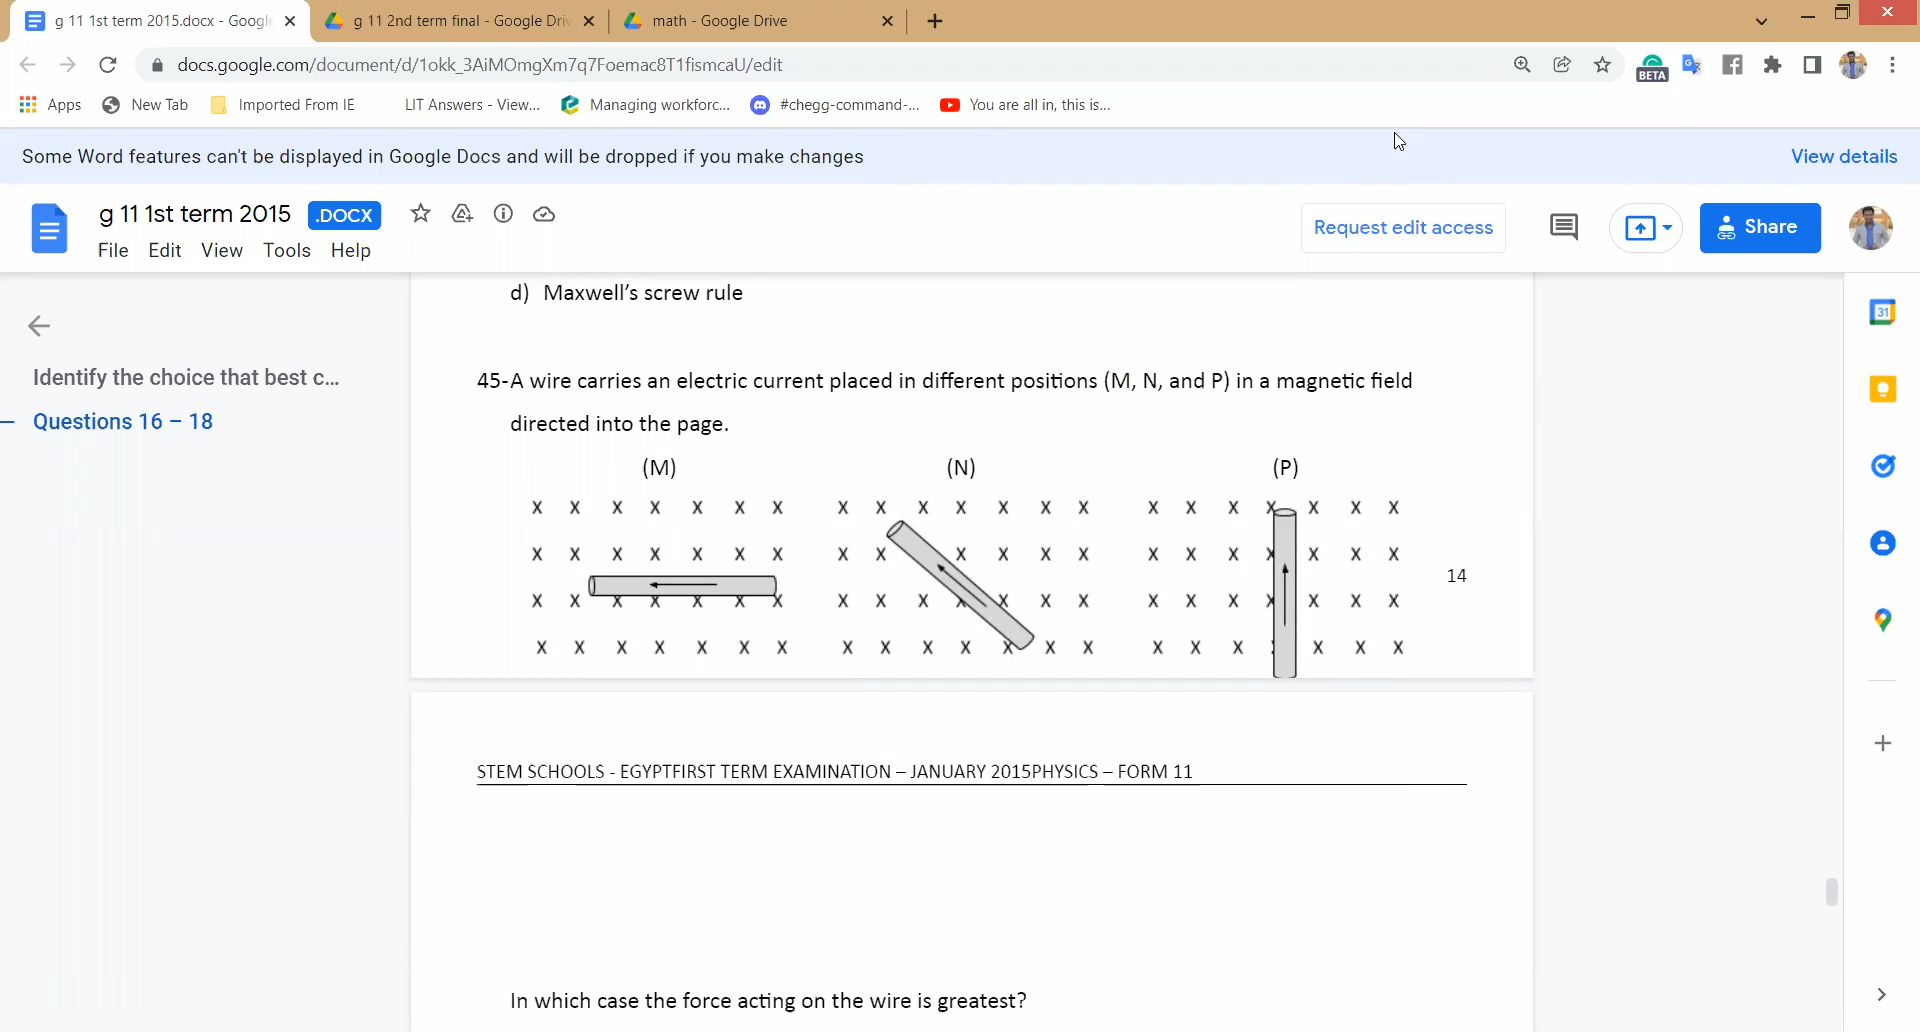 g 11 1st term 2015.docx - Googl
g 11 2nd term final - Google Driv
math - Google Drive
docs.google.com/document/d/1okk_3AiMOmgXm7q7Foemac8T1fismcaU/edit
BETA
Apps
New Tab
Imported From IE
LIT Answers - View...
Managing workforc...
#chegg-command-...
You are all in, this is...
Some Word features can't be displayed in Google Docs and will be dropped if you make changes
View details
g 11 1st term 2015
.DOCX
File Edit View Tools Help
Request edit access
Share
31
Identify the choice that best c...
Questions 16 – 18
d) Maxwell's screw rule
45-A wire carries an electric current placed in different positions (M, N, and P) in a magnetic field
directed into the page.
(M) (N) (P)
x x x x x x x x x x x x x x x x x x x x x
x x x x x x x x x x x x x x x x x x x x
x x x x x x x x x x x x x x x x x x x x x
x x x x x x x x x x x x x x x x x x x x
14
STEM SCHOOLS - EGYPTFIRST TERM EXAMINATION – JANUARY 2015PHYSICS – FORM 11
In which case the force acting on the wire is greatest?